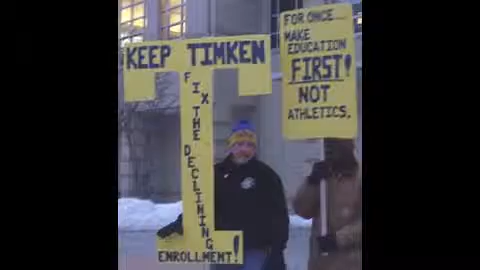 KEEP TIMKEN
FIX THE DECLINING
ENROLLMENT!
FOR ONCE...
MAKE
EDUCATION
FIRST!
NOT
ATHLETICS.